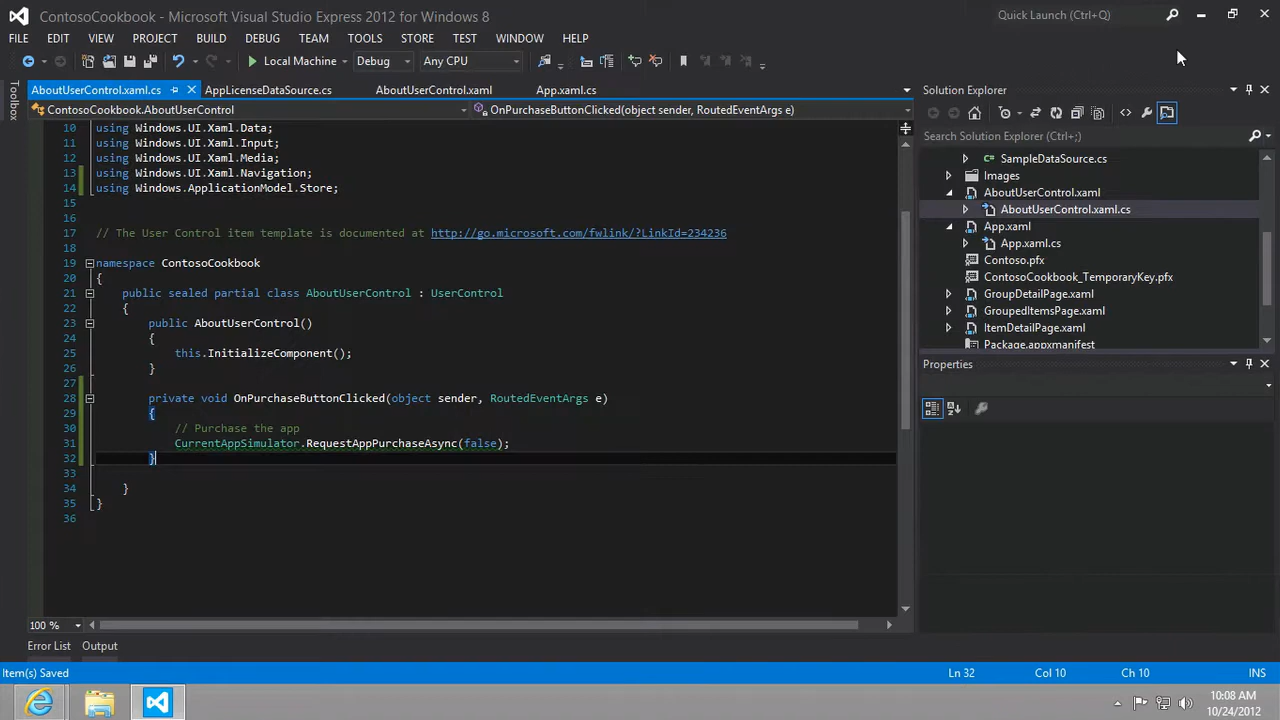 ContosoCookbook - Microsoft Visual Studio Express 2012 for Windows 8
Quick Launch (Ctrl+Q)
FILE EDIT VIEW PROJECT BUILD DEBUG TEAM TOOLS STORE TEST WINDOW HELP
Local Machine Debug Any CPU
Toolbox
AboutUserControl.xaml.cs AppLicenseDataSource.cs AboutUserControl.xaml App.xaml.cs
ContosoCookbook.AboutUserControl OnPurchaseButtonClicked(object sender, RoutedEventArgs e)
10 using Windows.UI.Xaml.Data;
11 using Windows.UI.Xaml.Input;
12 using Windows.UI.Xaml.Media;
13 using Windows.UI.Xaml.Navigation;
14 using Windows.ApplicationModel.Store;
15
16
17 // The User Control item template is documented at http://go.microsoft.com/fwlink/?LinkId=234236
18
19 namespace ContosoCookbook
20 {
21 public sealed partial class AboutUserControl : UserControl
22 {
23 public AboutUserControl()
24 {
25 this.InitializeComponent();
26 }
27
28 private void OnPurchaseButtonClicked(object sender, RoutedEventArgs e)
29 {
30 // Purchase the app
31 CurrentAppSimulator.RequestAppPurchaseAsync(false);
32 }
33
34 }
35 }
36
100 %
Solution Explorer
Search Solution Explorer (Ctrl+;)
SampleDataSource.cs
Images
AboutUserControl.xaml
AboutUserControl.xaml.cs
App.xaml
App.xaml.cs
Contoso.pfx
ContosoCookbook_TemporaryKey.pfx
GroupDetailPage.xaml
GroupedItemsPage.xaml
ItemDetailPage.xaml
Package.appxmanifest
Properties
Error List Output
Item(s) Saved Ln 32 Col 10 Ch 10 INS
10:08 AM
10/24/2012